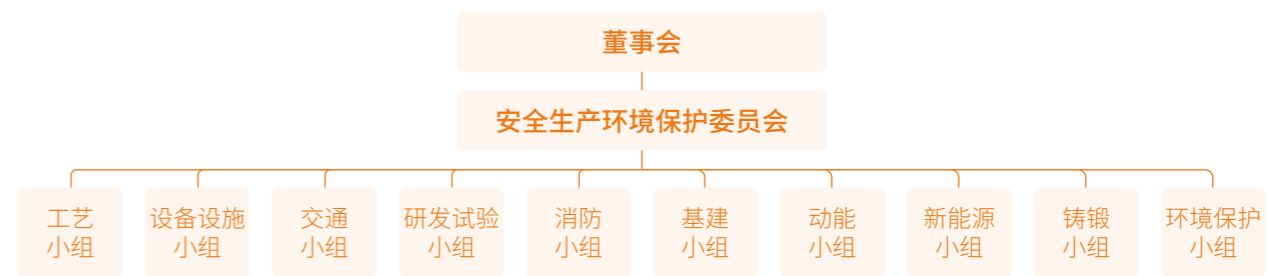 董事会
安全生产环境保护委员会
工艺
小组
设备设施
小组
交通
小组
研发试验
小组
消防
小组
基建
小组
动能
小组
新能源
小组
铸锻
小组
环境保护
小组